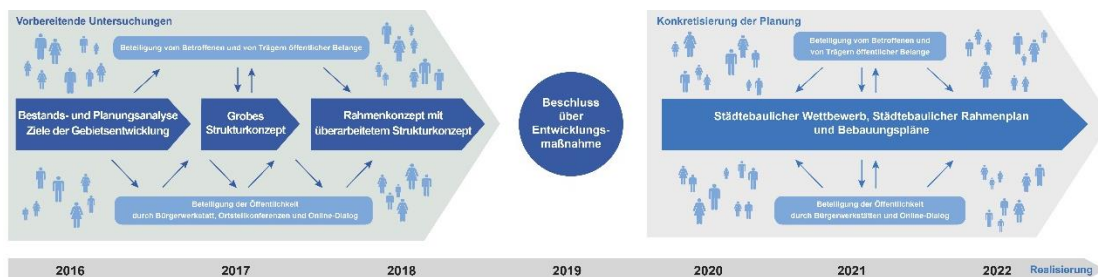 Vorbereitende Untersuchungen
Beteiligung vom Betroffenen und von Trägern öffentlicher Belange
Bestands- und Planungsanalyse
Ziele der Gebietsentwicklung
Grobes
Strukturkonzept
Rahmenkonzept mit
überarbeitetem Strukturkonzept
Beteiligung der Öffentlichkeit
durch Bürgerwerkstatt, Ortsteilkonferenzen und Online-Dialog
Beschluss
über
Entwicklungs-
maßnahme
Konkretisierung der Planung
Beteiligung vom Betroffenen und
von Trägern öffentlicher Belange
Städtebaulicher Wettbewerb, Städtebaulicher Rahmenplan
und Bebauungspläne
Beteiligung der Öffentlichkeit
durch Bürgerwerkstätten und Online-Dialog
2016 2017 2018 2019 2020 2021 2022 Realisierung